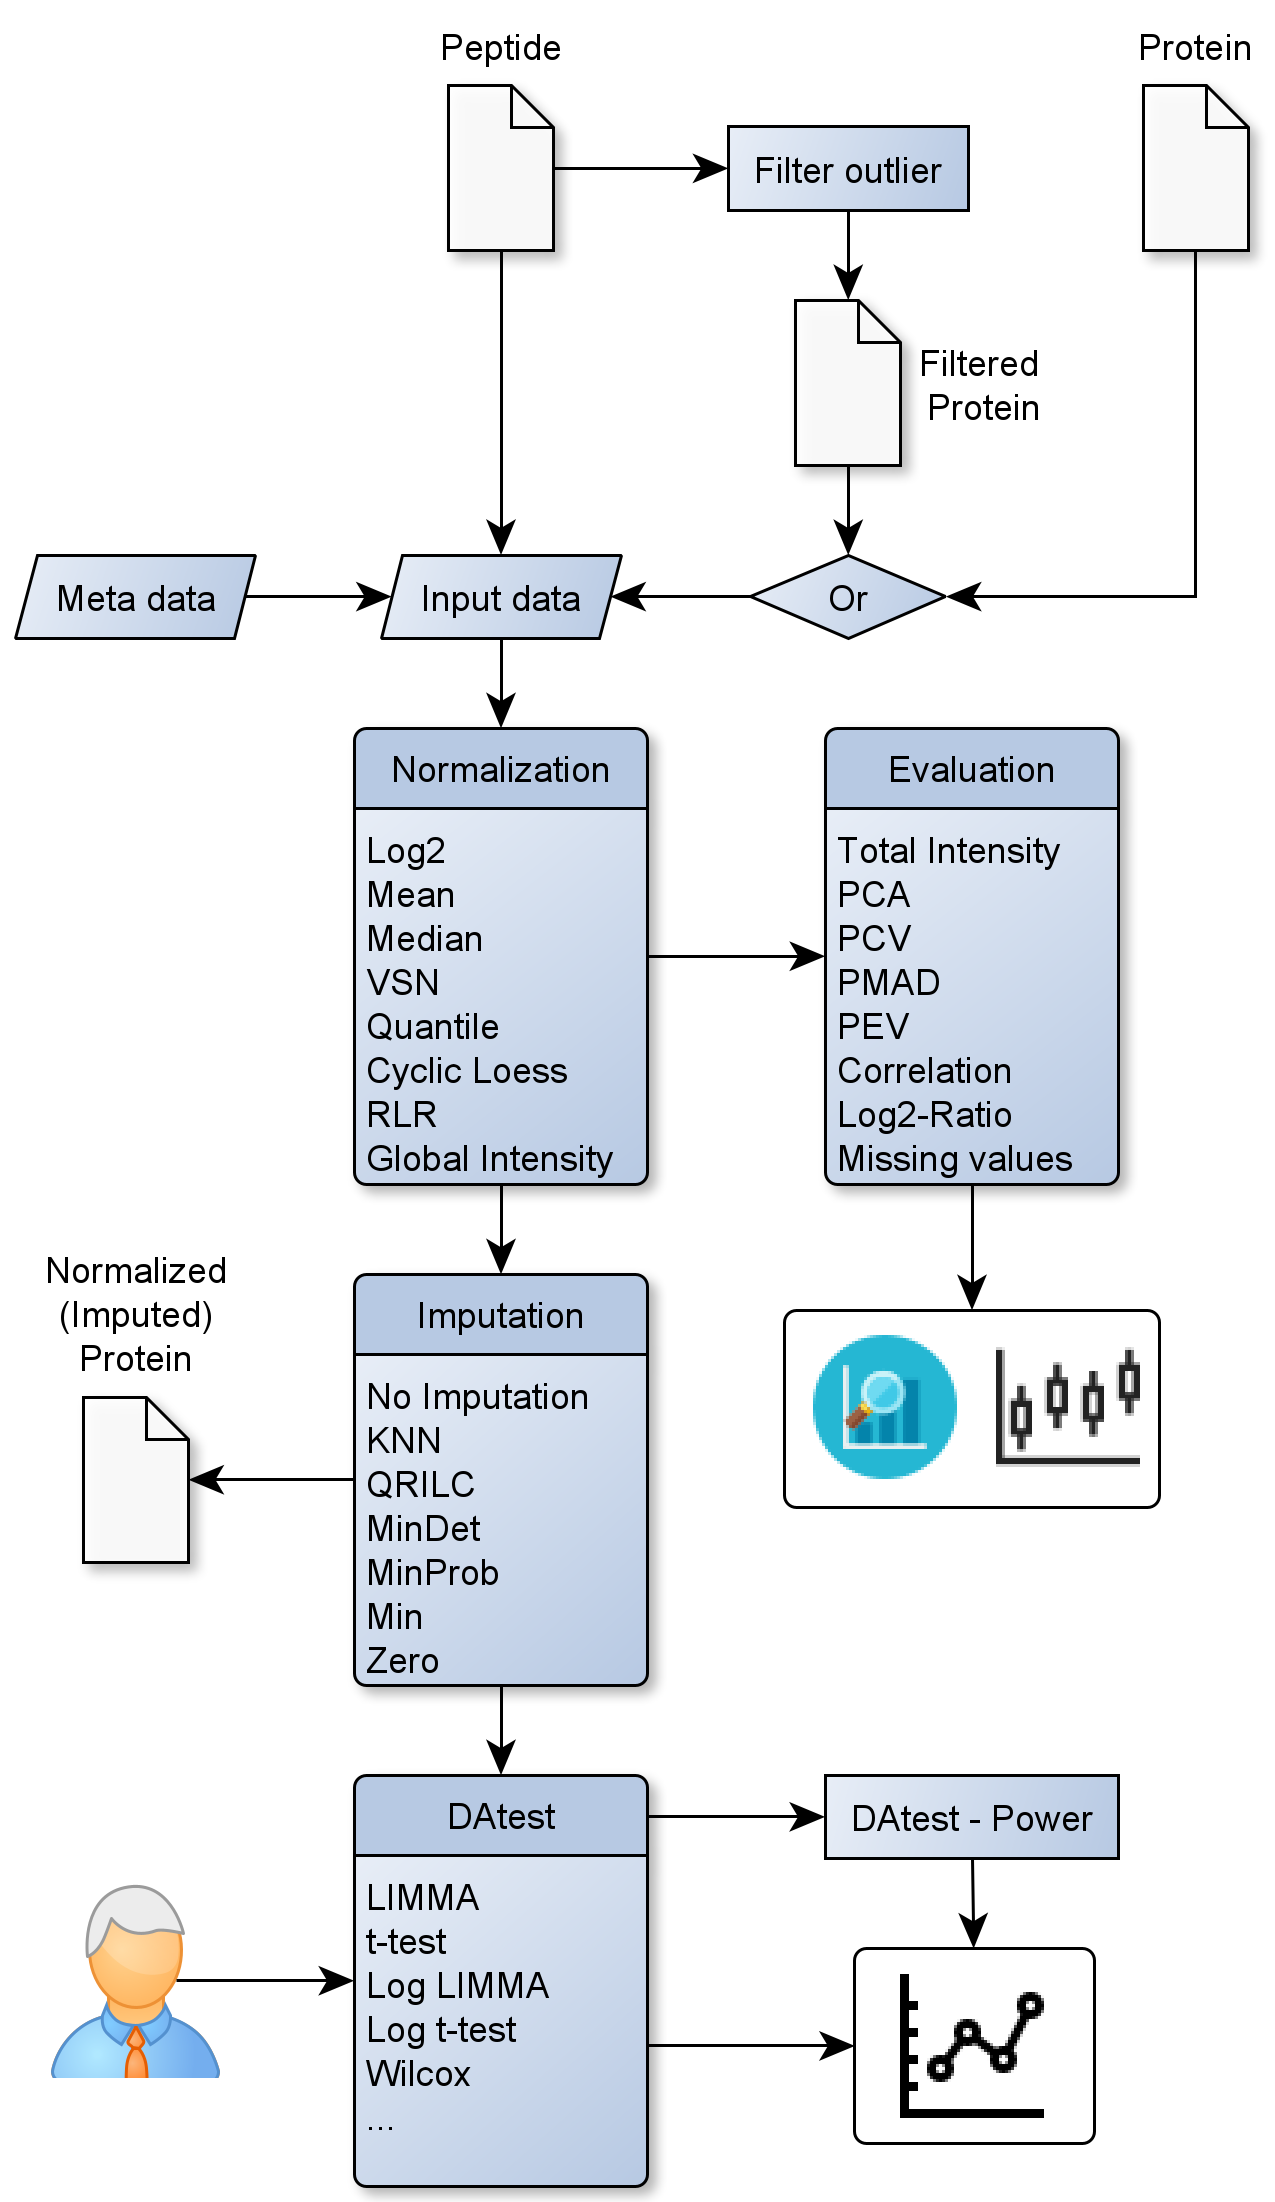 Peptide
Protein
Filter outlier
Filtered
Protein
Meta data
Input data
Or
Normalization
Log2
Mean
Median
VSN
Quantile
Cyclic Loess
RLR
Global Intensity
Evaluation
Total Intensity
PCA
PCV
PMAD
PEV
Correlation
Log2-Ratio
Missing values
Normalized
(Imputed)
Protein
Imputation
No Imputation
KNN
QRILC
MinDet
MinProb
Min
Zero
DAtest
LIMMA
t-test
Log LIMMA
Log t-test
Wilcox
...
DAtest - Power